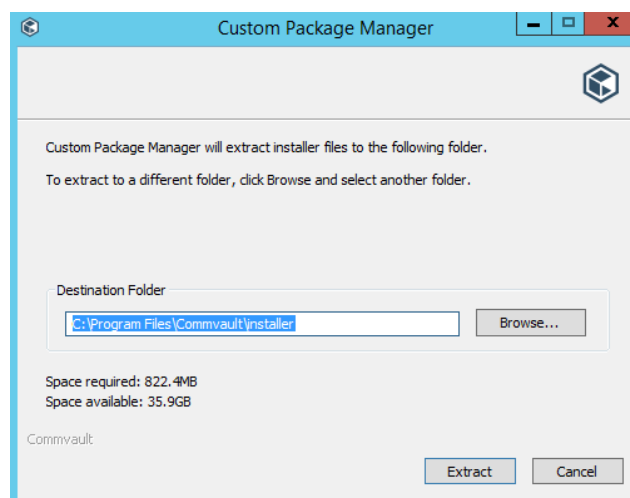 Custom Package Manager
Custom Package Manager will extract installer files to the following folder.
To extract to a different folder, click Browse and select another folder.
Destination Folder
C:\Program Files\Commvault\installer
Browse...
Space required: 822.4MB
Space available: 35.9GB
Commvault
Extract
Cancel